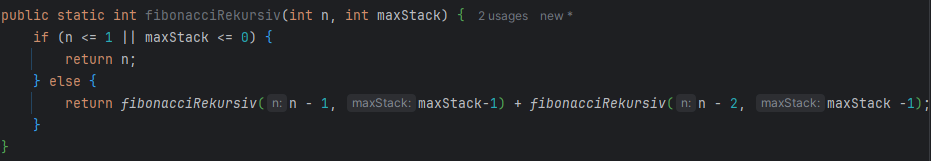 public static int fibonacciRekursiv(int n, int maxStack) { 2 usages new *
if (n <= 1 || maxStack <= 0) {
return n;
} else {
return fibonacciRekursiv( n: n - 1, maxStack: maxStack-1) + fibonacciRekursiv( n: n - 2, maxStack: maxStack -1);
}
}